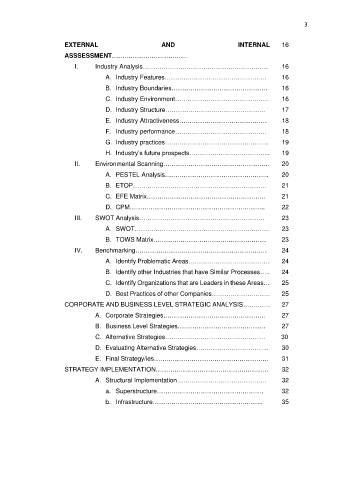 3
EXTERNAL AND INTERNAL 16
ASSSESSMENT…………………………………
I. Industry Analysis………………………………………………………. 16
A. Industry Features…………………………………………… 16
B. Industry Boundaries………………………………………… 16
C. Industry Environment………………………………………. 16
D. Industry Structure…………………………………………… 17
E. Industry Attractiveness…………………………………….. 18
F. Industry performance………………………………………. 18
G. Industry practices…………………………………………… 19
H. Industry's future prospects………………………………... 19
II. Environmental Scanning……………………………………………… 20
A. PESTEL Analysis…………………………………………….. 20
B. ETOP………………………………………………………… 21
C. EFE Matrix…………………………………………………… 21
D. CPM………………………………………………………….. 22
III. SWOT Analysis……………………………………………………… 23
A. SWOT………………………………………………………… 23
B. TOWS Matrix………………………………………………… 23
IV. Benchmarking………………………………………………………… 24
A. Identify Problematic Areas………………………………… 24
B. Identify other Industries that have Similar Processes….. 24
C. Identify Organizations that are Leaders in these Areas… 25
D. Best Practices of other Companies………………………. 25
CORPORATE AND BUSINESS LEVEL STRATEGIC ANALYSIS…………. 27
A. Corporate Strategies…………………………………………… 27
B. Business Level Strategies……………………………………… 27
C. Alternative Strategies…………………………………………… 30
D. Evaluating Alternative Strategies……………………………… 30
E. Final Strategy/ies……………………………………………….. 31
STRATEGY IMPLEMENTATION……………………………………………… 32
A. Structural Implementation……………………………………… 32
a. Superstructure…………………………………………… 32
b. Infrastructure……………………………………………... 35